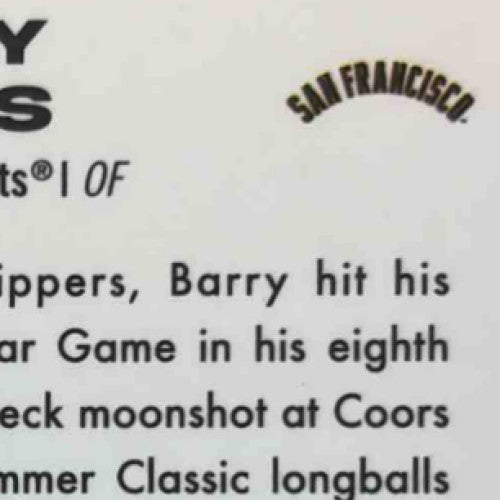 Y
SAN FRANCISCO
S
ts® | OF
ippers, Barry hit his
ar Game in his eighth
eck moonshot at Coors
mmer Classic longballs